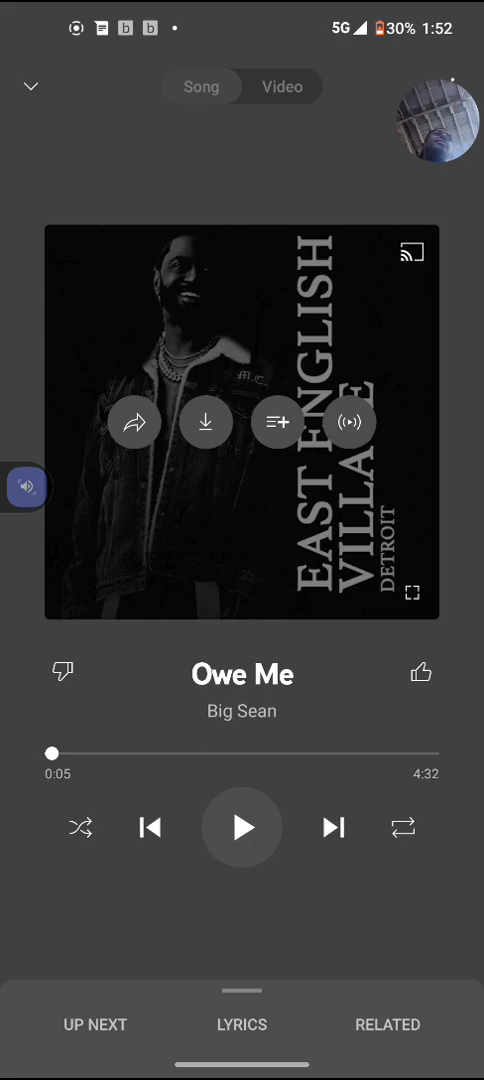 5G 30% 1:52
Song Video
M.C.
EAST ENGLISH
VILLAGE
DETROIT
Owe Me
Big Sean
0:05 4:32
UP NEXT LYRICS RELATED